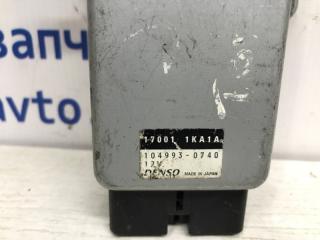 запч
avto
17001 1KA1A
104993-0740
12V
DENSO MADE IN JAPAN